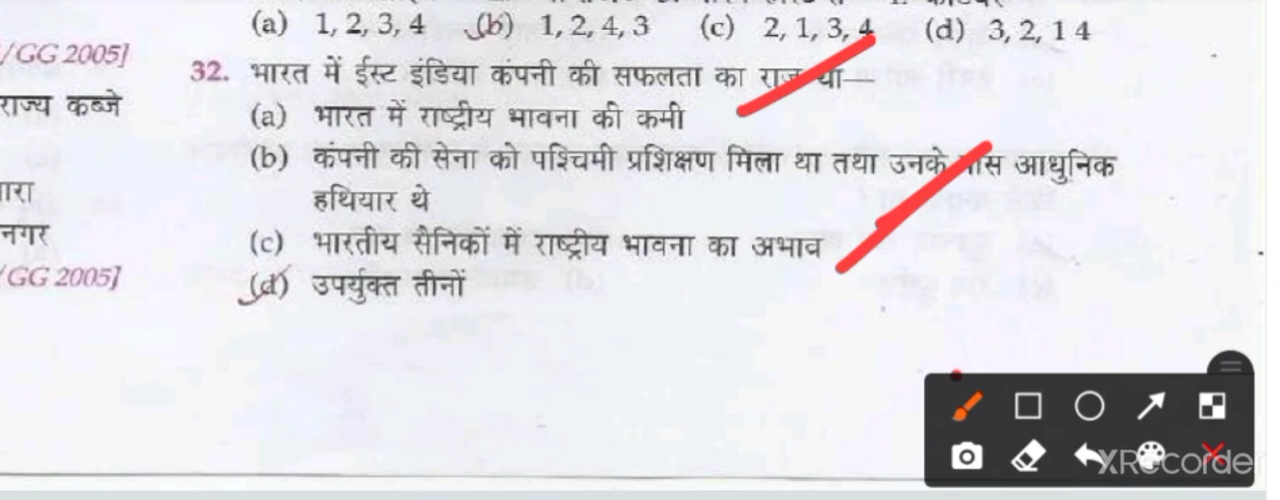 (a) 1, 2, 3, 4 (b) 1, 2, 4, 3 (c) 2, 1, 3, 4 (d) 3, 2, 1 4
/GG 2005]
32. भारत में ईस्ट इंडिया कंपनी की सफलता का राज था—
राज्य कब्जे
(a) भारत में राष्ट्रीय भावना की कमी
(b) कंपनी की सेना को पश्चिमी प्रशिक्षण मिला था तथा उनके पास आधुनिक
हथियार थे
नगर
(c) भारतीय सैनिकों में राष्ट्रीय भावना का अभाव
GG 2005]
(d) उपर्युक्त तीनों
XRecorder